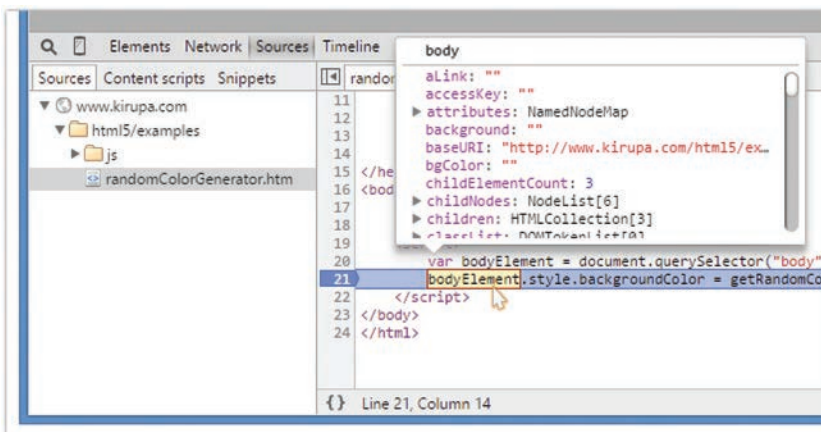 Elements Network Sources Timeline
Sources Content scripts Snippets
www.kirupa.com
html5/examples
js
randomColorGenerator.htm
body
aLink: ""
accessKey: ""
attributes: NamedNodeMap
background: ""
baseURI: "http://www.kirupa.com/html5/ex…
bgColor: ""
childElementCount: 3
childNodes: NodeList[6]
children: HTMLCollection[3]
classList: DOMTokenList[0]
11
12
13
14
15 </he
16 <bod
17
18
19
20 var bodyElement = document.querySelector("body"
21 bodyElement.style.backgroundColor = getRandomCo
22 </script>
23 </body>
24 </html>
{} Line 21, Column 14